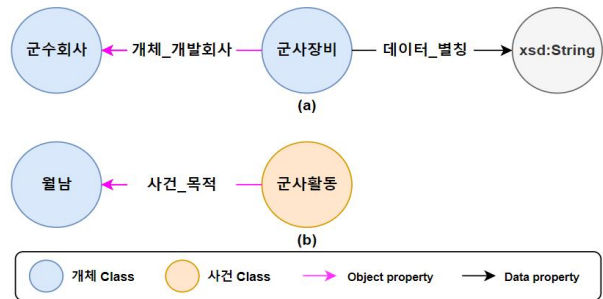 군수회사 개체_개발회사 군사장비 데이터_별칭 xsd:String
(a)
월남 사건_목적 군사활동
(b)
개체 Class 사건 Class Object property Data property